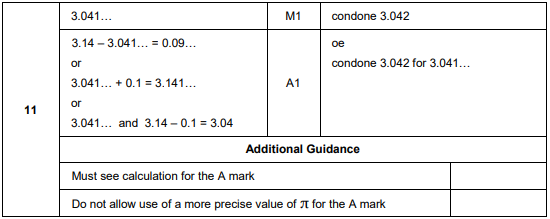 3.041… M1 condone 3.042
3.14 – 3.041… = 0.09…
or
3.041… + 0.1 = 3.141…
or
3.041… and 3.14 – 0.1 = 3.04
A1
oe
condone 3.042 for 3.041…
11
Additional Guidance
Must see calculation for the A mark
Do not allow use of a more precise value of π for the A mark